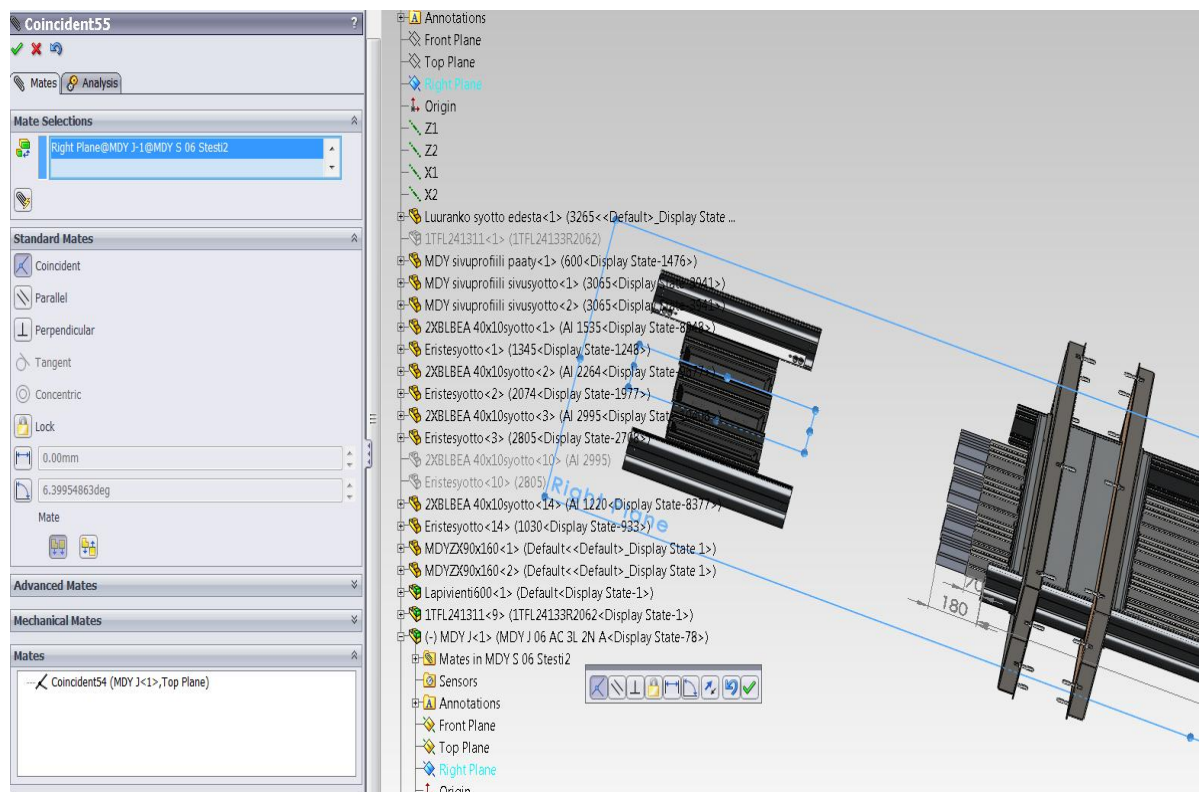 Coincident55
?
Mates
Analysis
Mate Selections
Right Plane@MDY J-1@MDY S 06 Stesti2
Standard Mates
Coincident
Parallel
Perpendicular
Tangent
Concentric
Lock
0.00mm
6.39954863deg
Mate
Advanced Mates
Mechanical Mates
Mates
Coincident54 (MDY J<1>,Top Plane)
Annotations
Front Plane
Top Plane
Right Plane
Origin
Z1
Z2
X1
X2
Luuranko syotto edesta<1> (3265<<Default>_Display State ...
1TFL241311<1> (1TFL24133R2062)
MDY sivuprofiili paaty<1> (600<Display State-1476>)
MDY sivuprofiili sivusyotto<1> (3065<Display State-3941>)
MDY sivuprofiili sivusyotto<2> (3065<Display State-3941>)
2XBLBEA 40x10syotto<1> (Al 1535<Display State-8948>)
Eristesyotto<1> (1345<Display State-1248>)
2XBLBEA 40x10syotto<2> (Al 2264<Display State-
Eristesyotto<2> (2074<Display State-1977>)
2XBLBEA 40x10syotto<3> (Al 2995<Display State-
Eristesyotto<3> (2805<Display State-2708>)
2XBLBEA 40x10syotto<10> (Al 2995)
Eristesyotto<10> (2805)
2XBLBEA 40x10syotto<14> (Al 1220<Display State-8377>)
Eristesyotto<14> (1030<Display State-933>)
MDYZX90x160<1> (Default<<Default>_Display State 1>)
MDYZX90x160<2> (Default<<Default>_Display State 1>)
Lapivienti600<1> (Default<Display State-1>)
1TFL241311<9> (1TFL24133R2062<Display State-1>)
(-) MDY J<1> (MDY J 06 AC 3L 2N A<Display State-78>)
Mates in MDY S 06 Stesti2
Sensors
Annotations
Front Plane
Top Plane
Right Plane
Origin
Right Plane
70
180